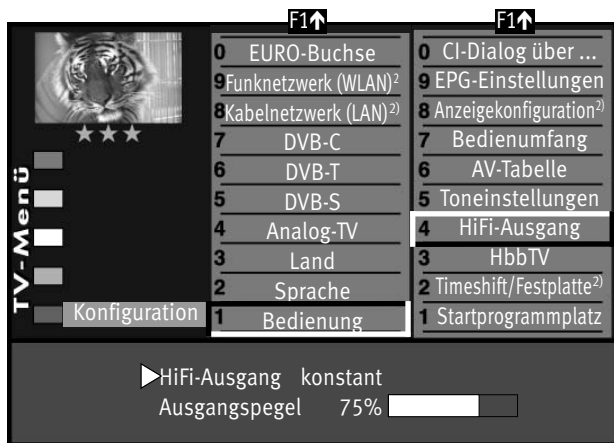 F1↑
F1↑
0 EURO-Buchse
9 Funknetzwerk (WLAN)²
8 Kabelnetzwerk (LAN)²⁾
7 DVB-C
6 DVB-T
5 DVB-S
4 Analog-TV
3 Land
2 Sprache
1 Bedienung
0 CI-Dialog über ...
9 EPG-Einstellungen
8 Anzeigekonfiguration²⁾
7 Bedienumfang
6 AV-Tabelle
5 Toneinstellungen
4 HiFi-Ausgang
3 HbbTV
2 Timeshift/Festplatte²⁾
1 Startprogrammplatz
TV-Menü
Konfiguration
HiFi-Ausgang konstant
Ausgangspegel 75%